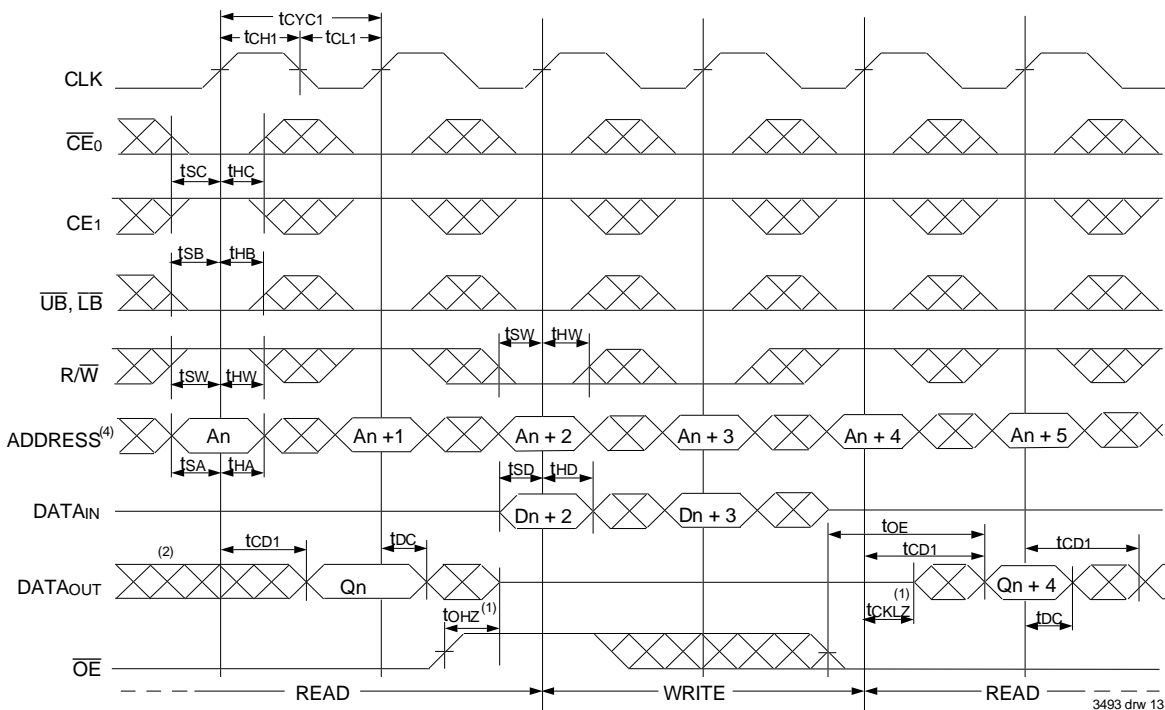 tCYC1
tCH1 tCL1
CLK
CE0
tSC tHC
CE1
tSB tHB
UB, LB
tSW tHW
R/W
tSW tHW
ADDRESS(4) An An +1 An + 2 An + 3 An + 4 An + 5
tSA tHA
tSD tHD
DATAIN Dn + 2 Dn + 3
tOE
(2) tCD1 tDC tCD1 tCD1
DATAOUT Qn Qn + 4
tOHZ(1) tCKLZ(1) tDC
OE
READ WRITE READ
3493 drw 13